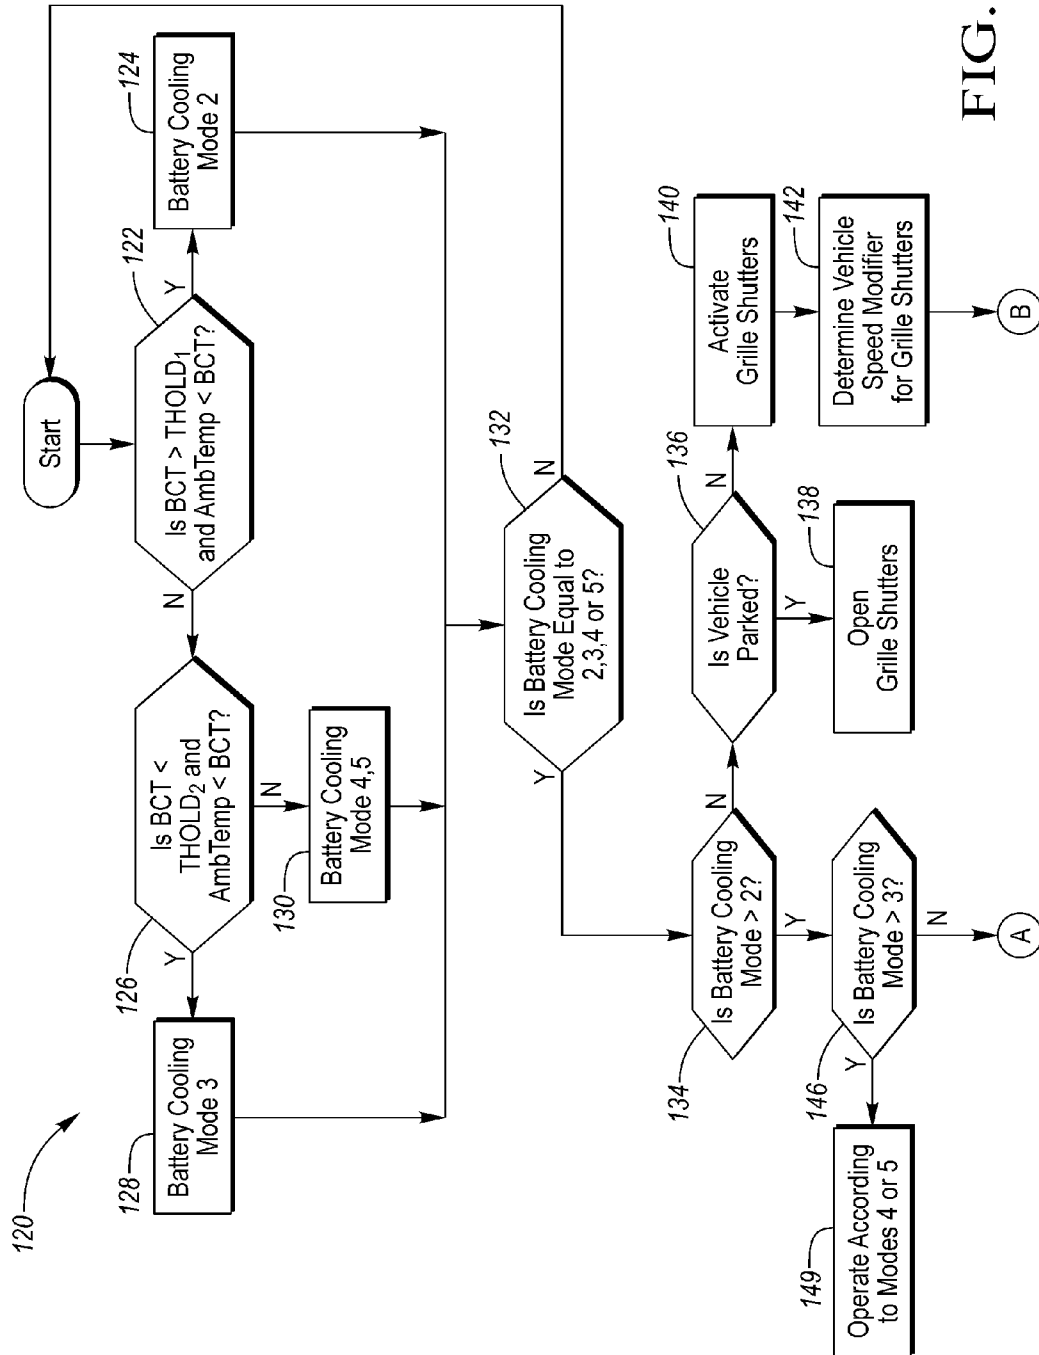 120
Start
Is BCT > THOLD₁
and AmbTemp < BCT?
122
Y
N
Battery Cooling
Mode 2
124
Is BCT <
THOLD₂ and
AmbTemp < BCT?
126
Y
N
Battery Cooling
Mode 3
128
Battery Cooling
Mode 4,5
130
Is Battery Cooling
Mode Equal to
2,3,4 or 5?
132
N
Y
Is Battery Cooling
Mode > 2?
134
N
Y
Is Vehicle
Parked?
136
N
Y
Open
Grille Shutters
138
Activate
Grille Shutters
140
Determine Vehicle
Speed Modifier
for Grille Shutters
142
B
Is Battery Cooling
Mode > 3?
146
Y
N
A
Operate According
to Modes 4 or 5
149
FIG.